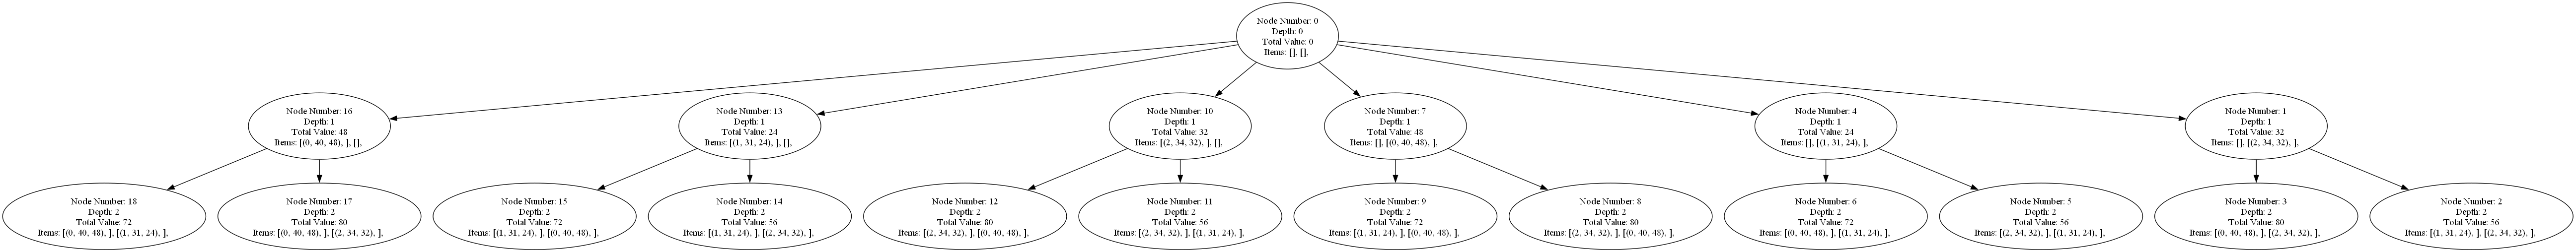 Node Number: 0
Depth: 0
Total Value: 0
Items: [], [],
Node Number: 16
Depth: 1
Total Value: 48
Items: [(0, 40, 48), ], [],
Node Number: 13
Depth: 1
Total Value: 24
Items: [(1, 31, 24), ], [],
Node Number: 10
Depth: 1
Total Value: 32
Items: [(2, 34, 32), ], [],
Node Number: 7
Depth: 1
Total Value: 48
Items: [], [(0, 40, 48), ],
Node Number: 4
Depth: 1
Total Value: 24
Items: [], [(1, 31, 24), ],
Node Number: 1
Depth: 1
Total Value: 32
Items: [], [(2, 34, 32), ],
Node Number: 18
Depth: 2
Total Value: 72
Items: [(0, 40, 48), ], [(1, 31, 24), ],
Node Number: 17
Depth: 2
Total Value: 80
Items: [(0, 40, 48), ], [(2, 34, 32), ],
Node Number: 15
Depth: 2
Total Value: 72
Items: [(1, 31, 24), ], [(0, 40, 48), ],
Node Number: 14
Depth: 2
Total Value: 56
Items: [(1, 31, 24), ], [(2, 34, 32), ],
Node Number: 12
Depth: 2
Total Value: 80
Items: [(2, 34, 32), ], [(0, 40, 48), ],
Node Number: 11
Depth: 2
Total Value: 56
Items: [(2, 34, 32), ], [(1, 31, 24), ],
Node Number: 9
Depth: 2
Total Value: 72
Items: [(1, 31, 24), ], [(0, 40, 48), ],
Node Number: 8
Depth: 2
Total Value: 80
Items: [(2, 34, 32), ], [(0, 40, 48), ],
Node Number: 6
Depth: 2
Total Value: 72
Items: [(0, 40, 48), ], [(1, 31, 24), ],
Node Number: 5
Depth: 2
Total Value: 56
Items: [(2, 34, 32), ], [(1, 31, 24), ],
Node Number: 3
Depth: 2
Total Value: 80
Items: [(0, 40, 48), ], [(2, 34, 32), ],
Node Number: 2
Depth: 2
Total Value: 56
Items: [(1, 31, 24), ], [(2, 34, 32), ],